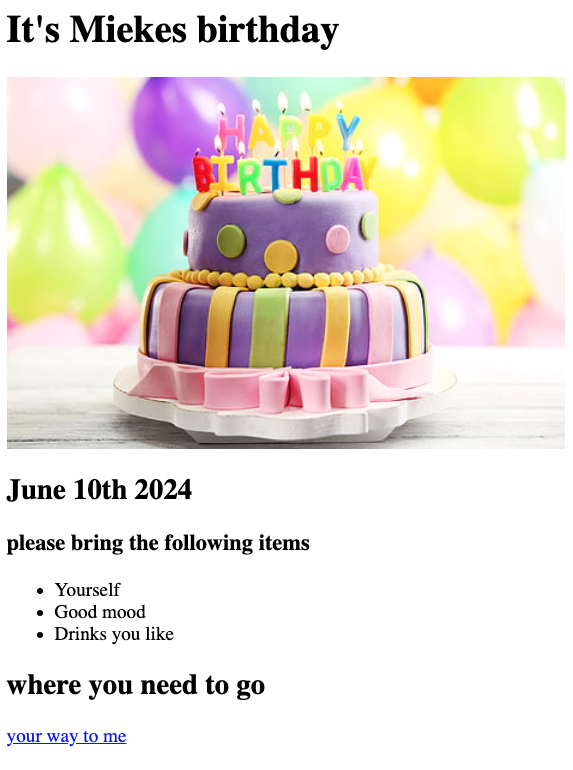 It's Miekes birthday
HAPPY
BIRTHDAY
June 10th 2024
please bring the following items
Yourself
Good mood
Drinks you like
where you need to go
your way to me